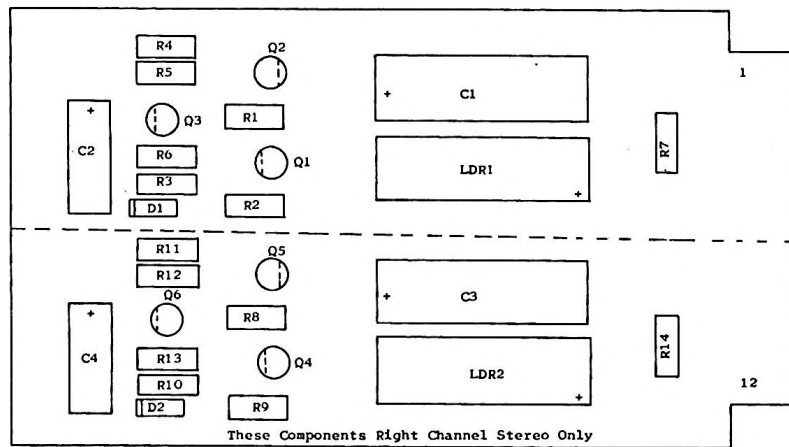 R4
Q2
R5
1
+
C1
+
Q3
R1
C2
R7
R6
Q1
LDR1
R3
+
D1
R2
R11
Q5
R12
Q6
+
C3
+
R8
R14
C4
R13
Q4
LDR2
R10
12
+
D2
R9
These Components Right Channel Stereo Only